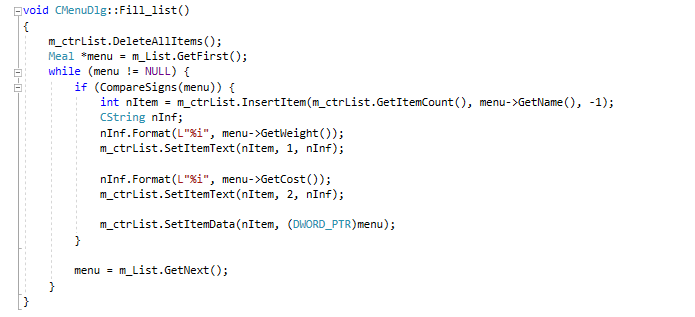 void CMenuDlg::Fill_list()
{
    m_ctrList.DeleteAllItems();
    Meal *menu = m_List.GetFirst();
    while (menu != NULL) {
        if (CompareSigns(menu)) {
            int nItem = m_ctrList.InsertItem(m_ctrList.GetItemCount(), menu->GetName(), -1);
            CString nInf;
            nInf.Format(L"%i", menu->GetWeight());
            m_ctrList.SetItemText(nItem, 1, nInf);

            nInf.Format(L"%i", menu->GetCost());
            m_ctrList.SetItemText(nItem, 2, nInf);

            m_ctrList.SetItemData(nItem, (DWORD_PTR)menu);
        }

        menu = m_List.GetNext();
    }
}